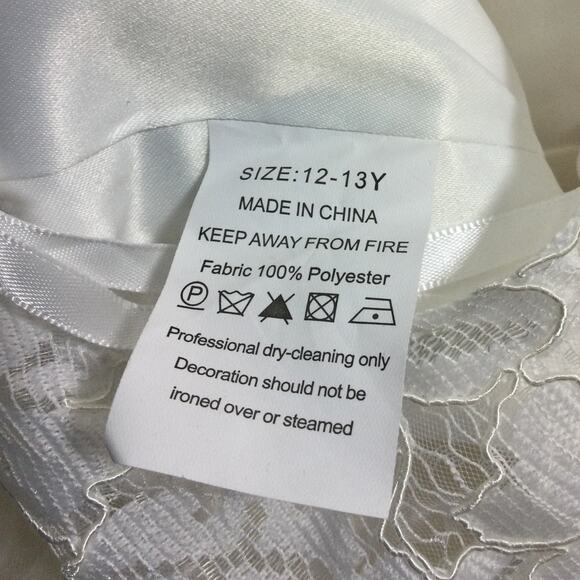 SIZE:12-13Y
MADE IN CHINA
KEEP AWAY FROM FIRE
Fabric 100% Polyester
P
Professional dry-cleaning only
Decoration should not be
ironed over or steamed